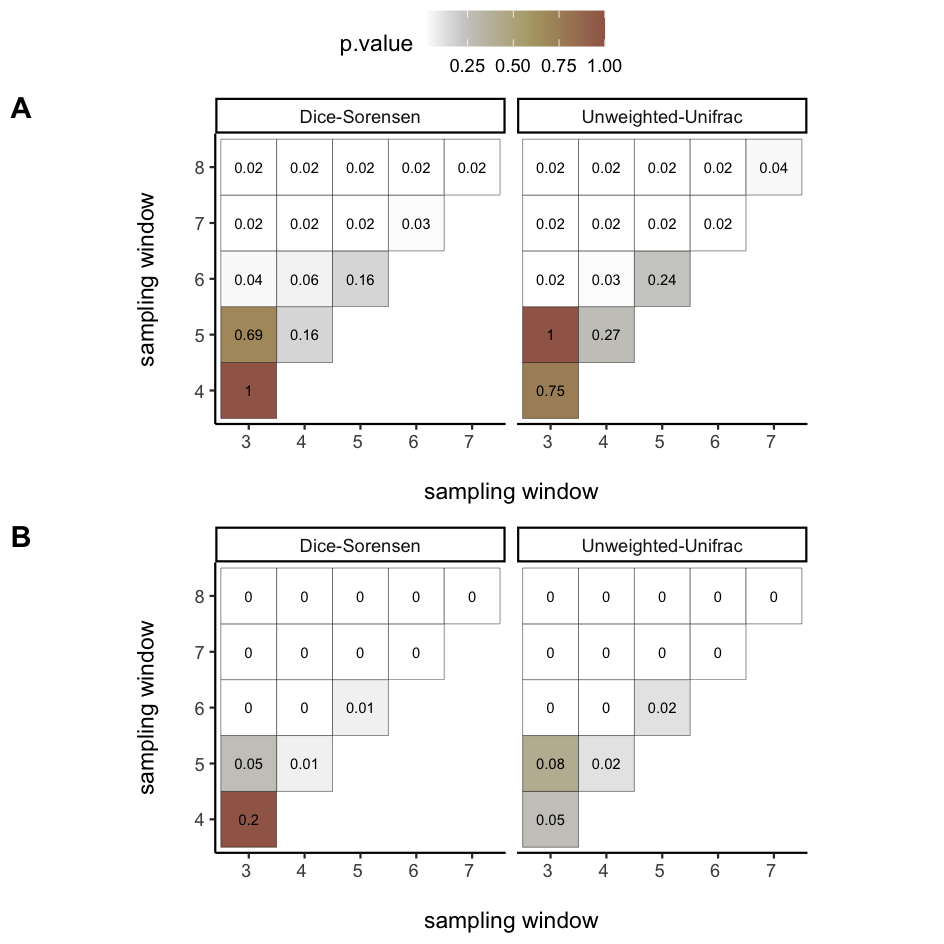 p.value
0.25 0.50 0.75 1.00
A
Dice-Sorensen Unweighted-Unifrac
sampling window
8 0.02 0.02 0.02 0.02 0.02 0.02 0.02 0.02 0.02 0.04
7 0.02 0.02 0.02 0.03 0.02 0.02 0.02 0.02
6 0.04 0.06 0.16 0.02 0.03 0.24
5 0.69 0.16 1 0.27
4 1 0.75
3 4 5 6 7 3 4 5 6 7
sampling window
B
Dice-Sorensen Unweighted-Unifrac
sampling window
8 0 0 0 0 0 0 0 0 0 0
7 0 0 0 0 0 0 0 0
6 0 0 0.01 0 0 0.02
5 0.05 0.01 0.08 0.02
4 0.2 0.05
3 4 5 6 7 3 4 5 6 7
sampling window